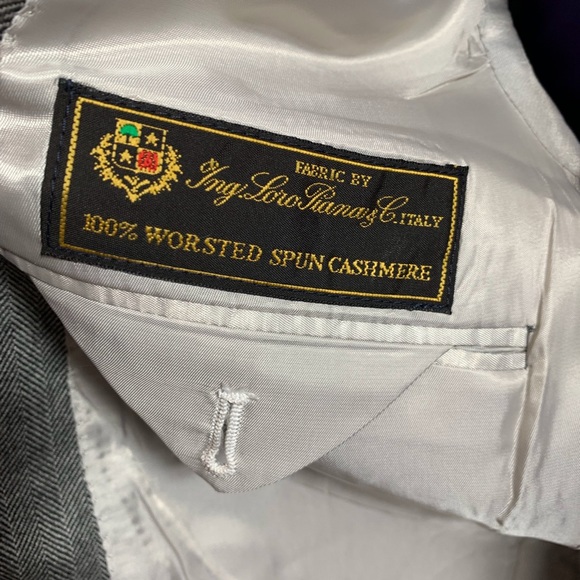 FABRIC BY
Ing. Loro Piana & C. ITALY
100% WORSTED SPUN CASHMERE